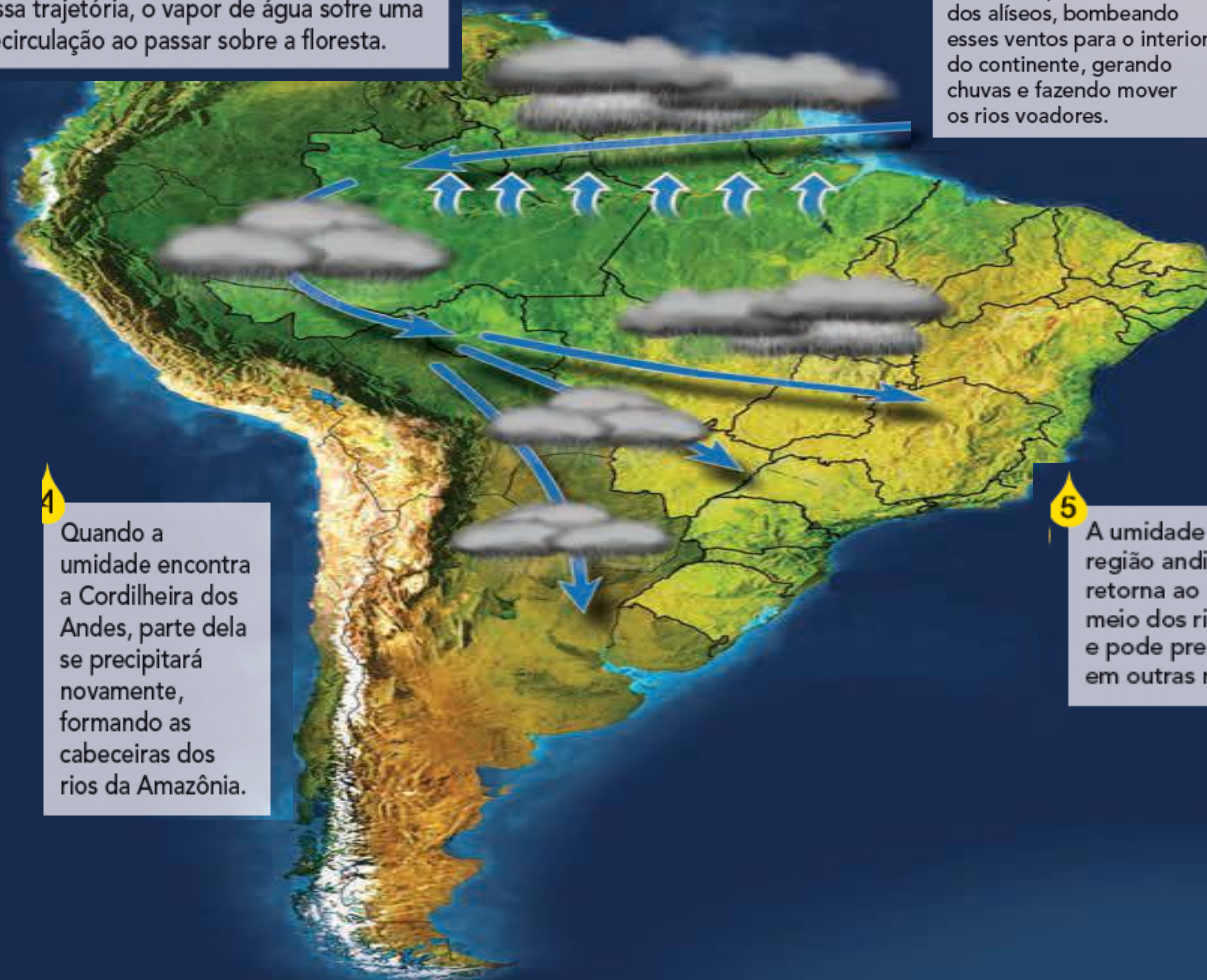 ssa trajetória, o vapor de água sofre uma
circulação ao passar sobre a floresta.
dos alíseos, bombeando
esses ventos para o interior
do continente, gerando
chuvas e fazendo mover
os rios voadores.
4
Quando a
umidade encontra
a Cordilheira dos
Andes, parte dela
se precipitará
novamente,
formando as
cabeceiras dos
rios da Amazônia.
5
A umidade
região andi
retorna ao
meio dos ri
e pode pre
em outras r